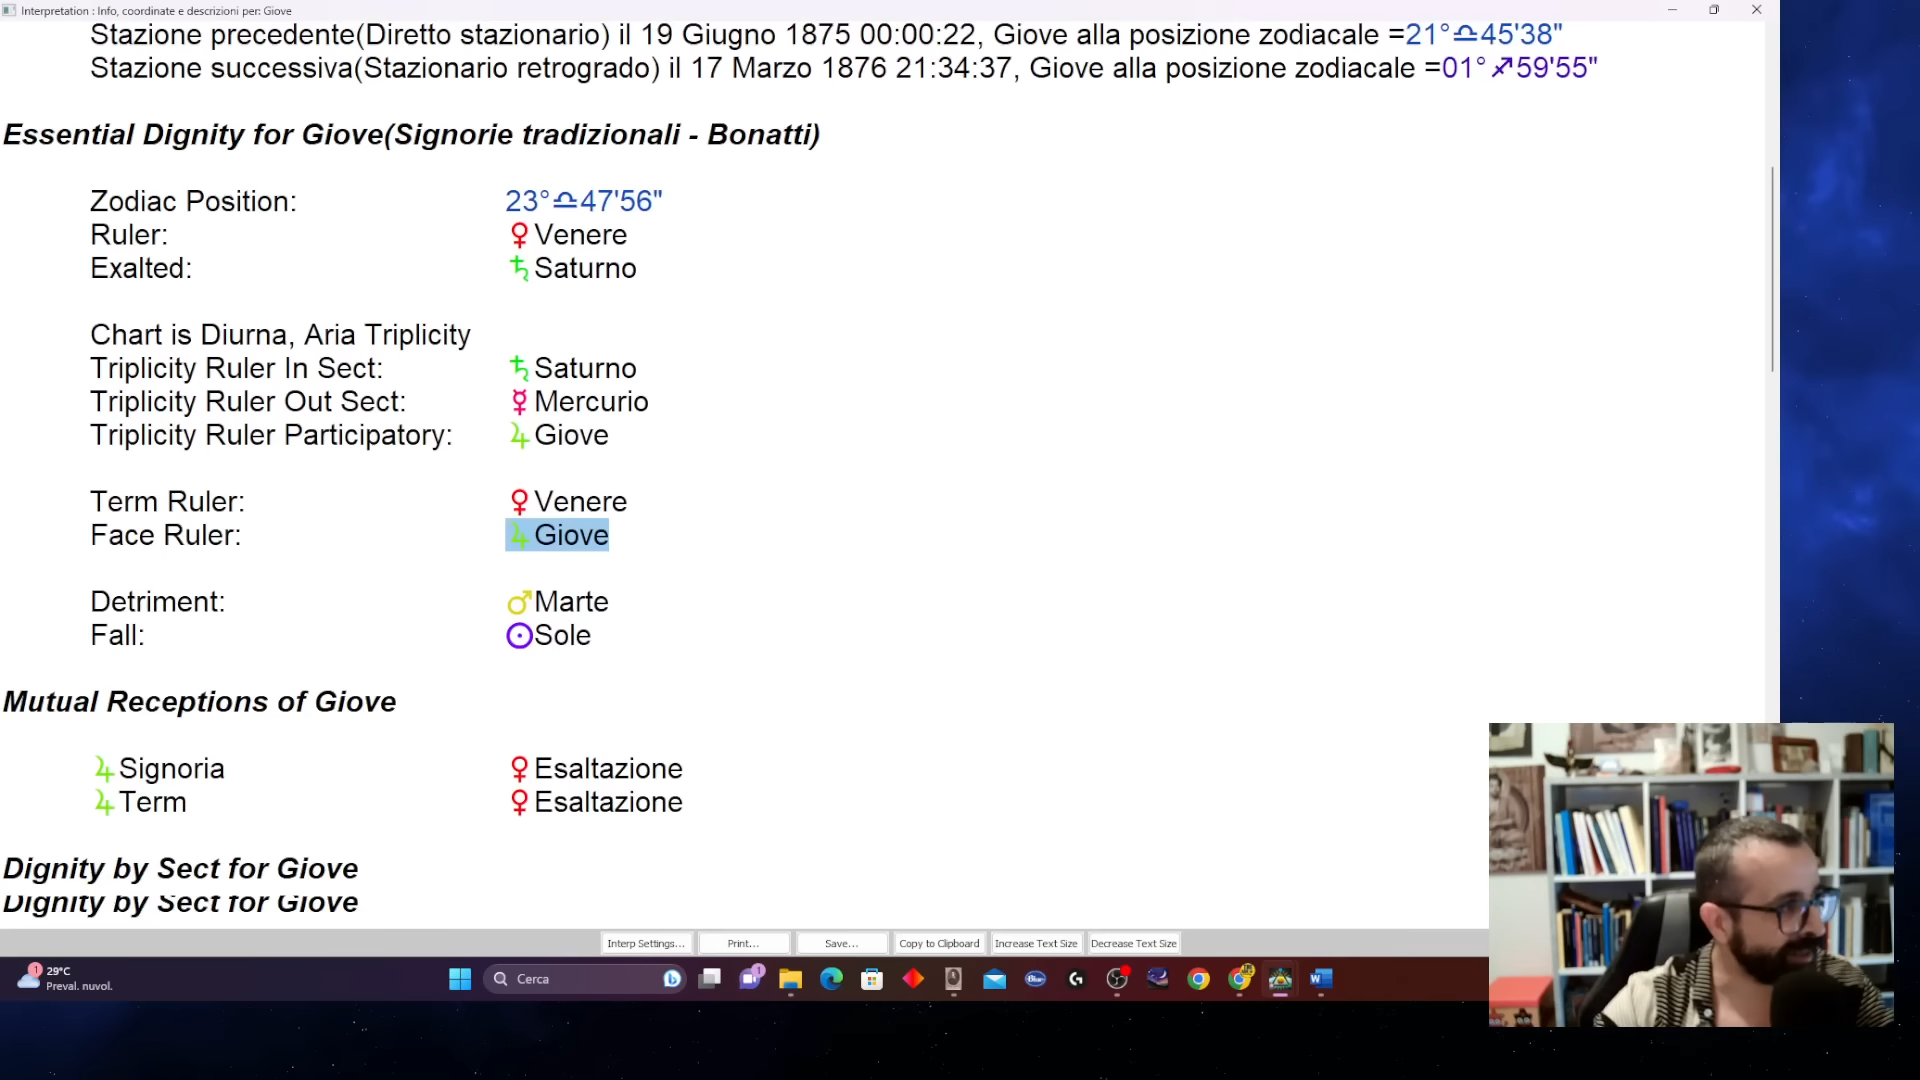 Interpretation : Info, coordinate e descrizioni per: Giove
Stazione precedente(Diretto stazionario) il 19 Giugno 1875 00:00:22, Giove alla posizione zodiacale =21°♎45'38"
Stazione successiva(Stazionario retrogrado) il 17 Marzo 1876 21:34:37, Giove alla posizione zodiacale =01°♐59'55"
Essential Dignity for Giove(Signorie tradizionali - Bonatti)
Zodiac Position: 23°♎47'56"
Ruler: ♀Venere
Exalted: ♄Saturno
Chart is Diurna, Aria Triplicity
Triplicity Ruler In Sect: ♄Saturno
Triplicity Ruler Out Sect: ☿Mercurio
Triplicity Ruler Participatory: ♃Giove
Term Ruler: ♀Venere
Face Ruler: ♃Giove
Detriment: ♂Marte
Fall: ☉Sole
Mutual Receptions of Giove
♃Signoria ♀Esaltazione
♃Term ♀Esaltazione
Dignity by Sect for Giove
Dignity by Sect for Giove
Interp Settings... Print... Save... Copy to Clipboard Increase Text Size Decrease Text Size
1 29°C
Preval. nuvol.
Cerca
1